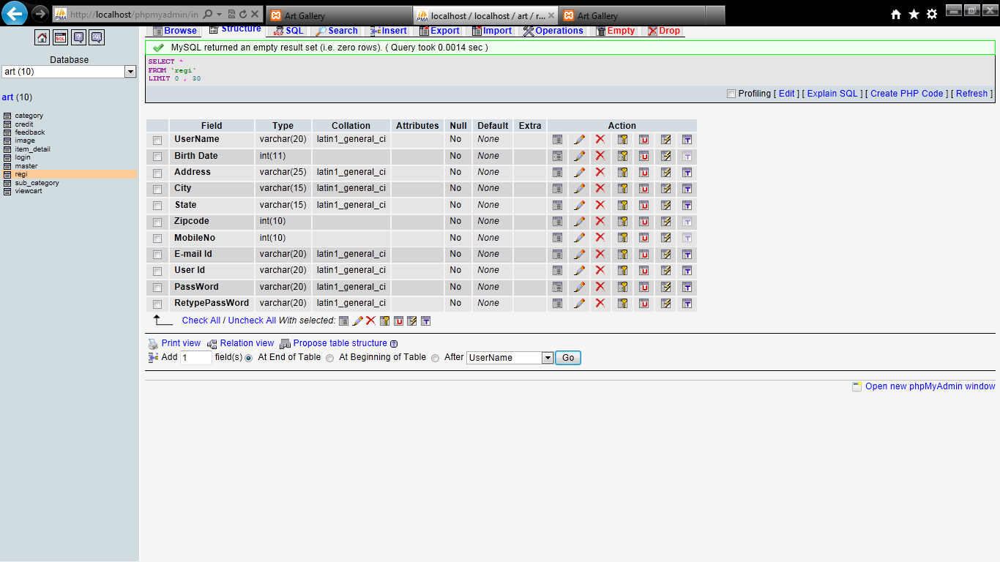 http://localhost/phpmyadmin/in
Art Gallery
localhost / localhost / art / r...
Art Gallery
Browse Structure SQL Search Insert Export Import Operations Empty Drop
MySQL returned an empty result set (i.e. zero rows). ( Query took 0.0014 sec )
SELECT *
FROM `regi`
LIMIT 0 , 30
Profiling [ Edit ] [ Explain SQL ] [ Create PHP Code ] [ Refresh ]
Database
art (10)
art (10)
category
credit
feedback
image
item_detail
login
master
regi
sub_category
viewcart
Field Type Collation Attributes Null Default Extra Action
UserName varchar(20) latin1_general_ci No None
Birth Date int(11) No None
Address varchar(25) latin1_general_ci No None
City varchar(15) latin1_general_ci No None
State varchar(15) latin1_general_ci No None
Zipcode int(10) No None
MobileNo int(10) No None
E-mail Id varchar(20) latin1_general_ci No None
User Id varchar(20) latin1_general_ci No None
PassWord varchar(20) latin1_general_ci No None
RetypePassWord varchar(20) latin1_general_ci No None
Check All / Uncheck All With selected:
Print view Relation view Propose table structure
Add 1 field(s) At End of Table At Beginning of Table After UserName Go
Open new phpMyAdmin window